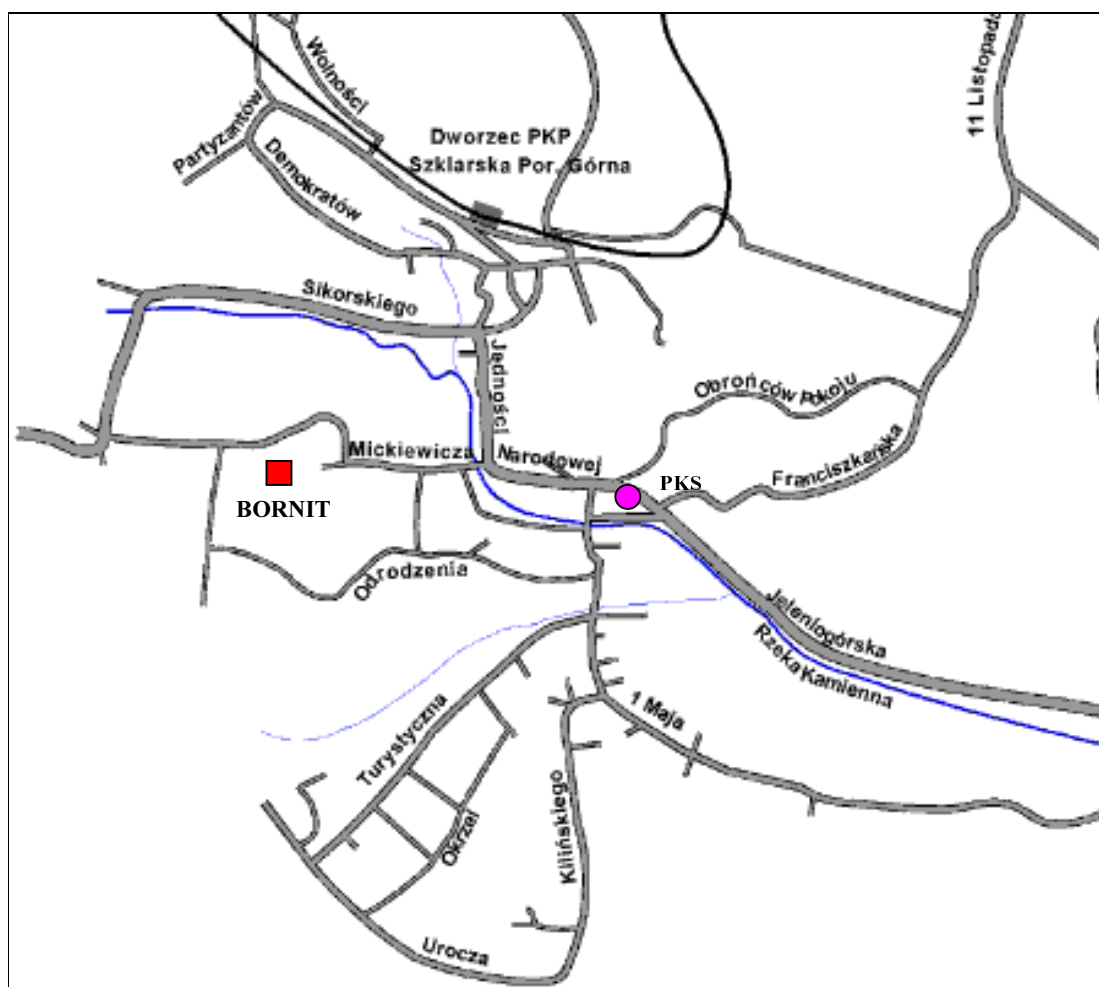 Wolności
11 Listopada
Partyzantów
Dworzec PKP
Szklarska Por. Górna
Demokratów
Sikorskiego
Jedności
Obrońców Pokoju
Mickiewicza
Narodowej
Franciszkańska
PKS
BORNIT
Odrodzenia
Jeleniogórska
Rzeka Kamienna
Turystyczna
1 Maja
Kilińskiego
Okrzei
Urocza